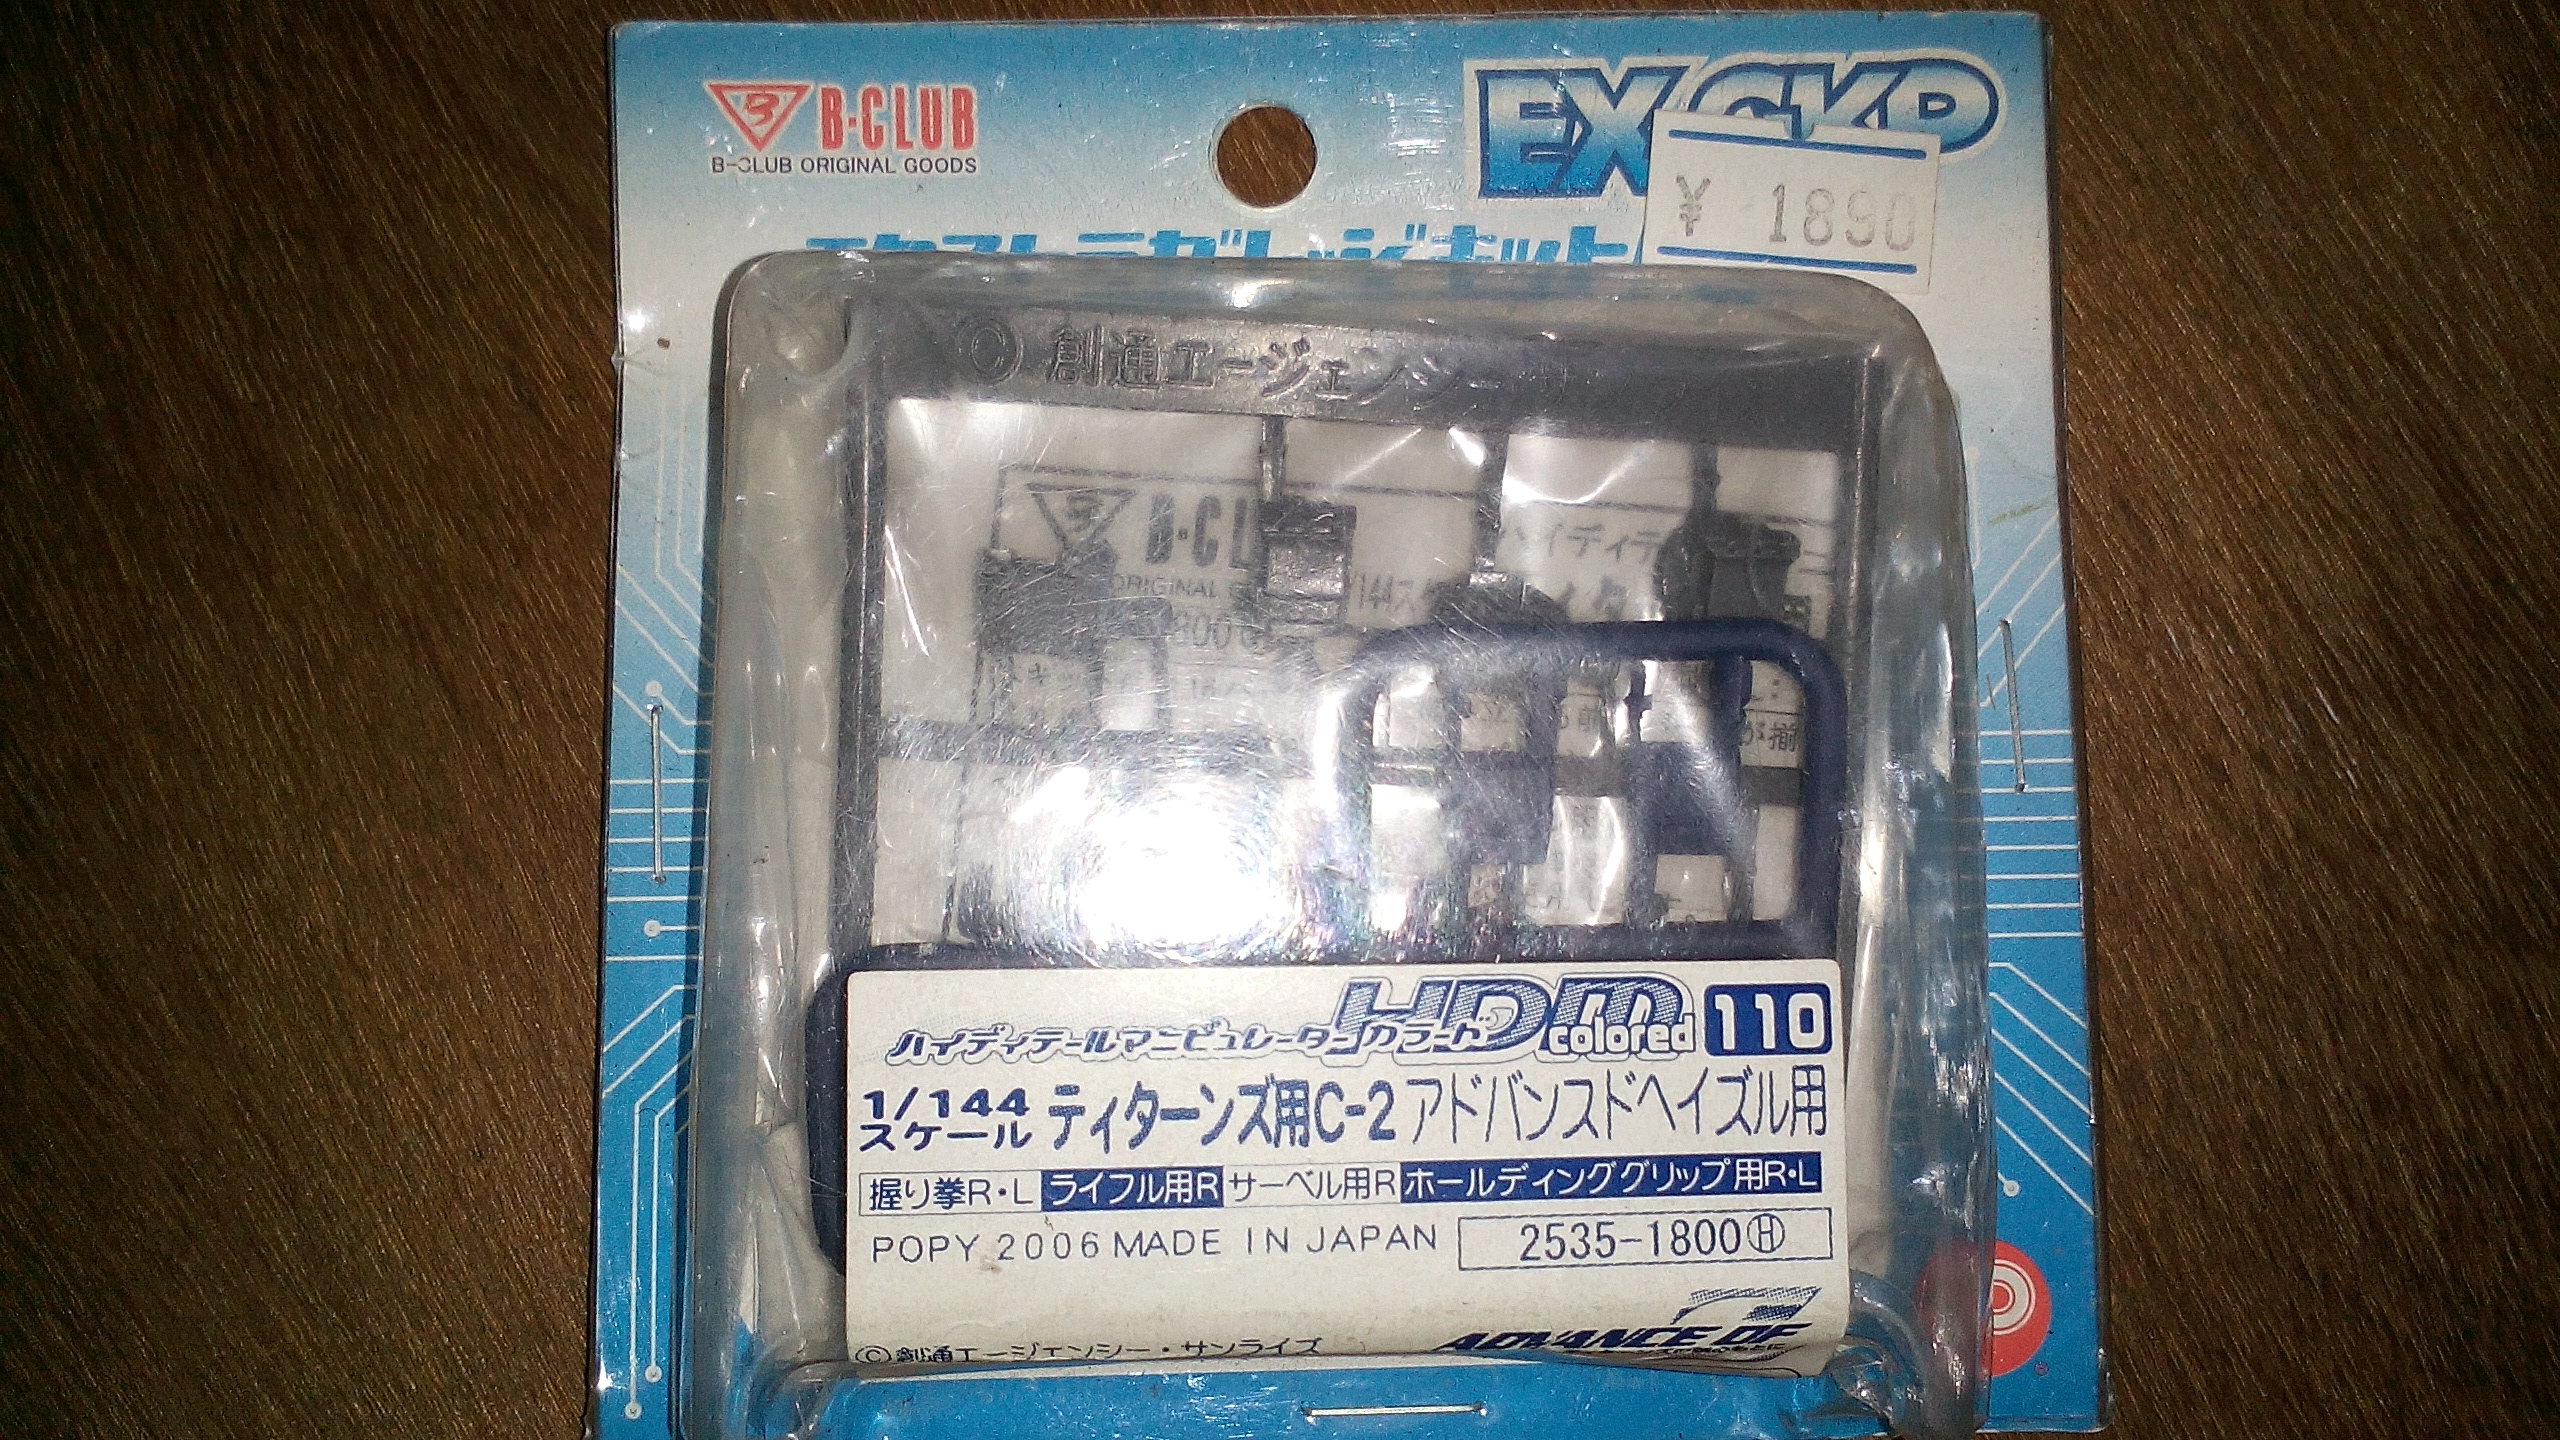 B-CLUB
B-CLUB ORIGINAL GOODS
¥ 1890
© 創通エージェンシー
ORIGINAL
ハイディテールマニピュレーターカラード HDM colored 110
1/144スケール ティターンズ用C-2 アドバンスドヘイズル用
握り拳R・L ライフル用R サーベル用R ホールディンググリップ用R・L
POPY 2006 MADE IN JAPAN 2535-1800Ⓗ
©創通エージェンシー・サンライズ
ADVANCE OF